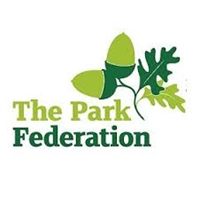 The Park
Federation